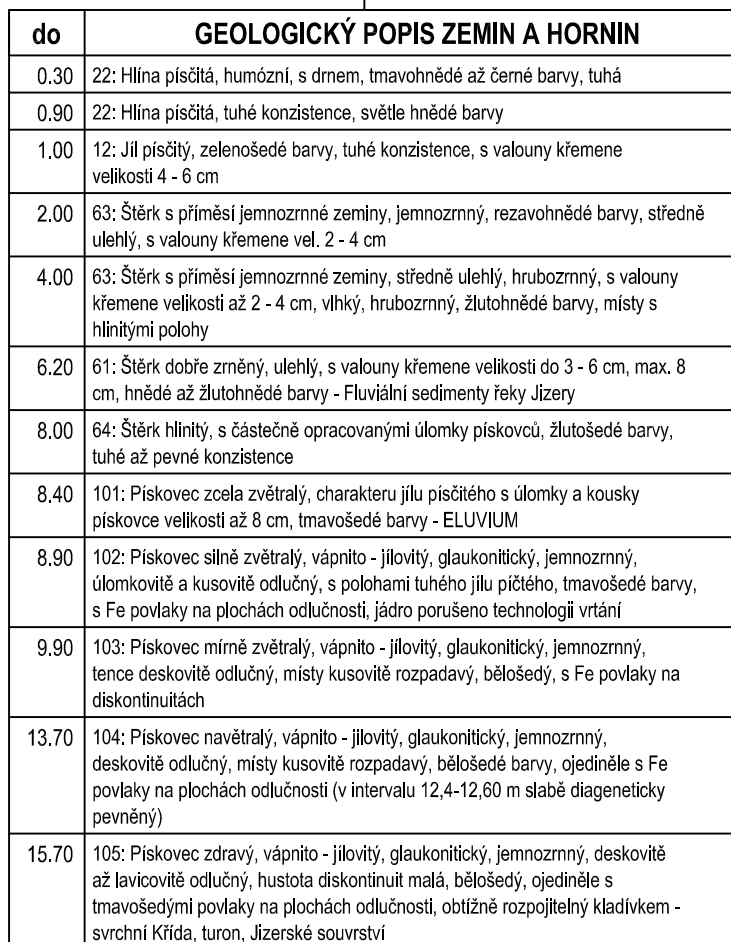 do GEOLOGICKÝ POPIS ZEMIN A HORNIN
0.30 22: Hlína písčitá, humózní, s drnem, tmavohnědé až černé barvy, tuhá
0.90 22: Hlína písčitá, tuhé konzistence, světle hnědé barvy
1.00 12: Jíl písčitý, zelenošedé barvy, tuhé konzistence, s valouny křemene
velikosti 4 - 6 cm
2.00 63: Štěrk s příměsí jemnozrnné zeminy, jemnozrnný, rezavohnědé barvy, středně
ulehlý, s valouny křemene vel. 2 - 4 cm
4.00 63: Štěrk s příměsí jemnozrnné zeminy, středně ulehlý, hrubozrnný, s valouny
křemene velikosti až 2 - 4 cm, vlhký, hrubozrnný, žlutohnědé barvy, místy s
hlinitými polohy
6.20 61: Štěrk dobře zrněný, ulehlý, s valouny křemene velikosti do 3 - 6 cm, max. 8
cm, hnědé až žlutohnědé barvy - Fluviální sedimenty řeky Jizery
8.00 64: Štěrk hlinitý, s částečně opracovanými úlomky pískovců, žlutošedé barvy,
tuhé až pevné konzistence
8.40 101: Pískovec zcela zvětralý, charakteru jílu písčitého s úlomky a kousky
pískovce velikosti až 8 cm, tmavošedé barvy - ELUVIUM
8.90 102: Pískovec silně zvětralý, vápnito - jílovitý, glaukonitický, jemnozrnný,
úlomkovitě a kusovitě odlučný, s polohami tuhého jílu píčtého, tmavošedé barvy,
s Fe povlaky na plochách odlučnosti, jádro porušeno technologii vrtání
9.90 103: Pískovec mírně zvětralý, vápnito - jílovitý, glaukonitický, jemnozrnný,
tence deskovitě odlučný, místy kusovitě rozpadavý, bělošedý, s Fe povlaky na
diskontinuitách
13.70 104: Pískovec navětralý, vápnito - jilovitý, glaukonitický, jemnozrnný,
deskovitě odlučný, místy kusovitě rozpadavý, bělošedé barvy, ojediněle s Fe
povlaky na plochách odlučnosti (v intervalu 12,4-12,60 m slabě diageneticky
pevněný)
15.70 105: Pískovec zdravý, vápnito - jílovitý, glaukonitický, jemnozrnný, deskovitě
až lavicovitě odlučný, hustota diskontinuit malá, bělošedý, ojediněle s
tmavošedými povlaky na plochách odlučnosti, obtížně rozpojitelný kladívkem -
svrchní Křída, turon, Jizerské souvrství